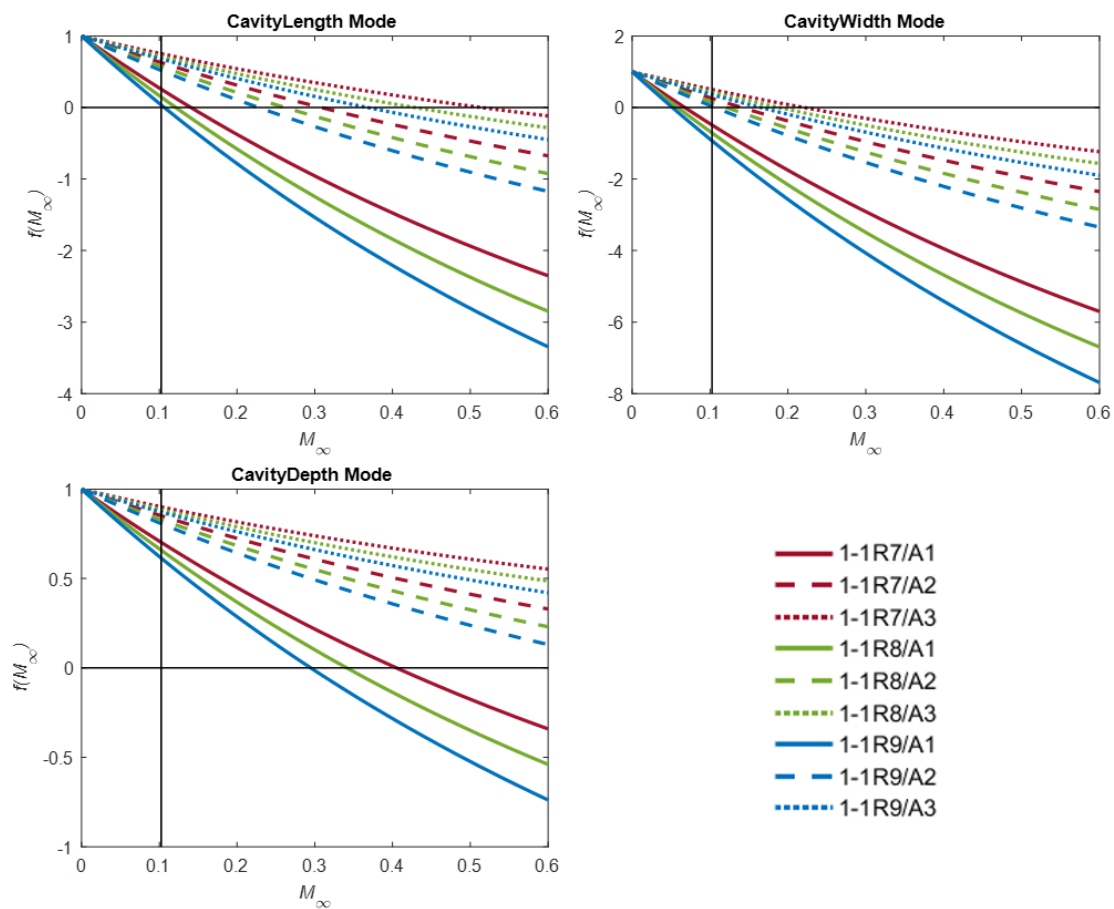 CavityLength Mode
1
0
-1
-2
-3
-4
f(M∞)
0 0.1 0.2 0.3 0.4 0.5 0.6
M∞
CavityWidth Mode
2
0
-2
-4
-6
-8
f(M∞)
0 0.1 0.2 0.3 0.4 0.5 0.6
M∞
CavityDepth Mode
1
0.5
0
-0.5
-1
f(M∞)
0 0.1 0.2 0.3 0.4 0.5 0.6
M∞
1-1R7/A1
1-1R7/A2
1-1R7/A3
1-1R8/A1
1-1R8/A2
1-1R8/A3
1-1R9/A1
1-1R9/A2
1-1R9/A3